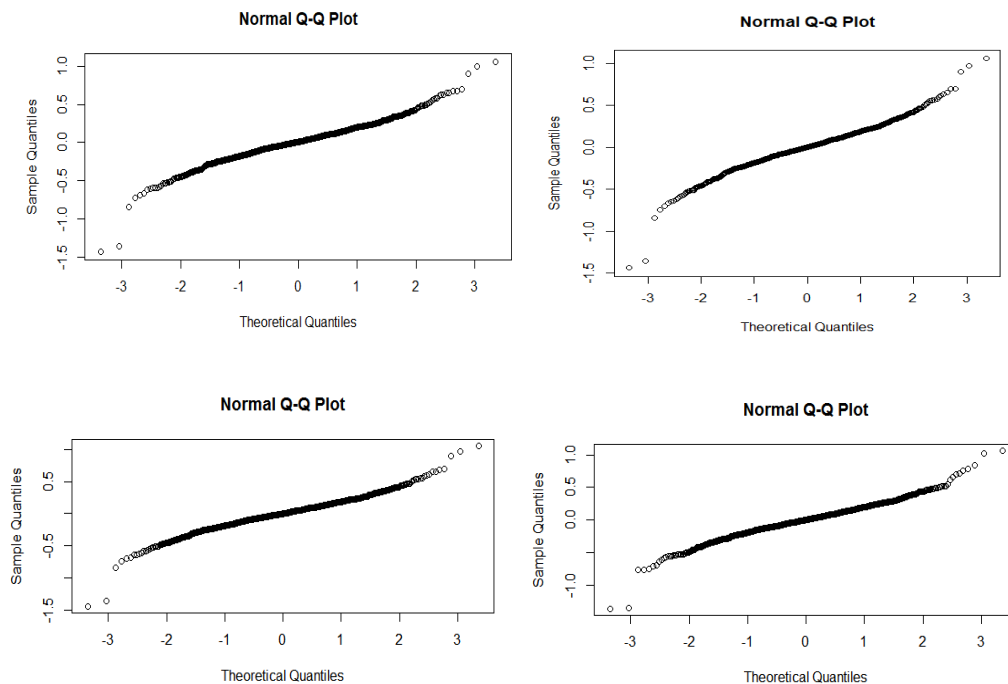 Normal Q-Q Plot
Sample Quantiles
1.0
0.5
0.0
-0.5
-1.0
-1.5
-3 -2 -1 0 1 2 3
Theoretical Quantiles
Normal Q-Q Plot
Sample Quantiles
1.0
0.5
0.0
-0.5
-1.0
-1.5
-3 -2 -1 0 1 2 3
Theoretical Quantiles
Normal Q-Q Plot
Sample Quantiles
0.5
-0.5
-1.5
-3 -2 -1 0 1 2 3
Theoretical Quantiles
Normal Q-Q Plot
Sample Quantiles
1.0
0.5
0.0
-1.0
-3 -2 -1 0 1 2 3
Theoretical Quantiles